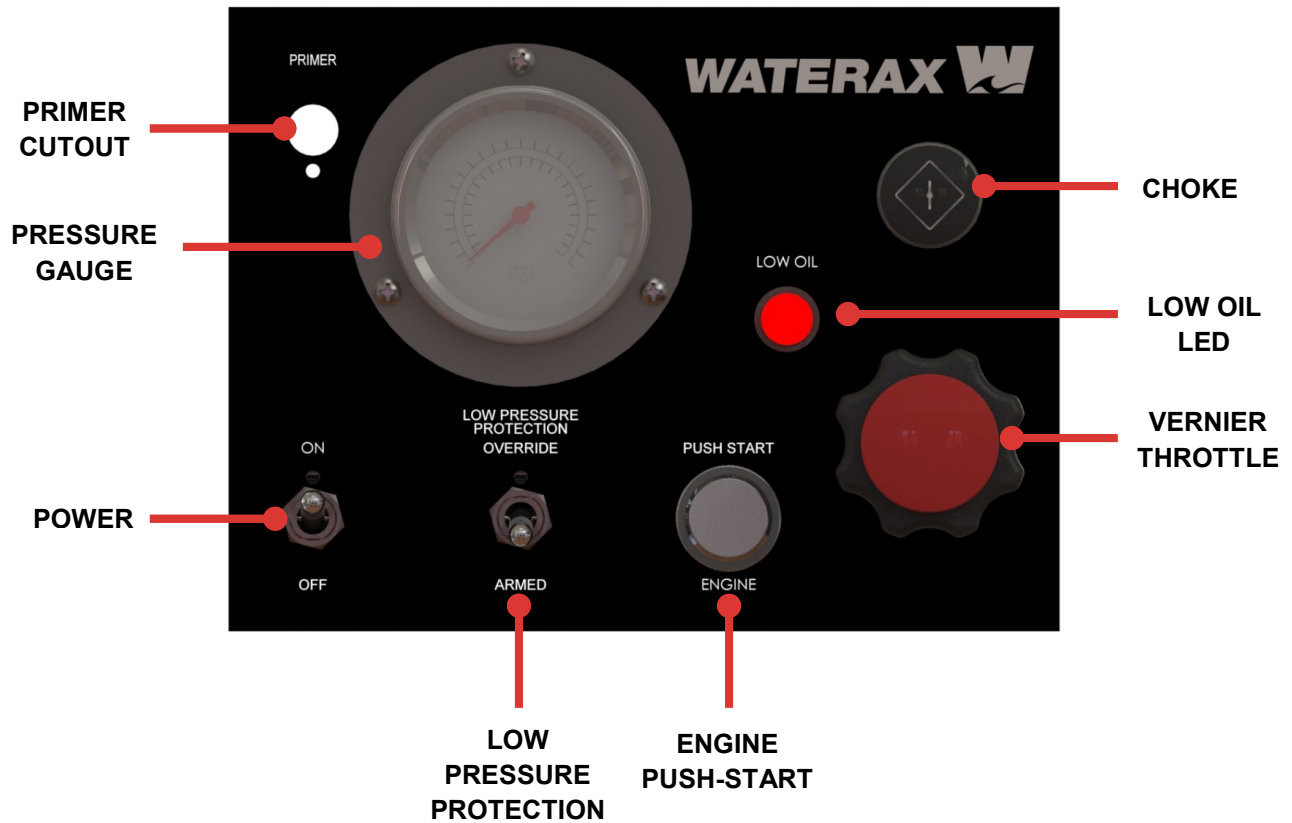 PRIMER
WATERAX
PRIMER
CUTOUT
CHOKE
PRESSURE
GAUGE
PSI
LOW OIL
LOW OIL
LED
VERNIER
THROTTLE
LOW PRESSURE
PROTECTION
ON
OVERRIDE
PUSH START
POWER
OFF
ARMED
ENGINE
LOW
PRESSURE
PROTECTION
ENGINE
PUSH-START